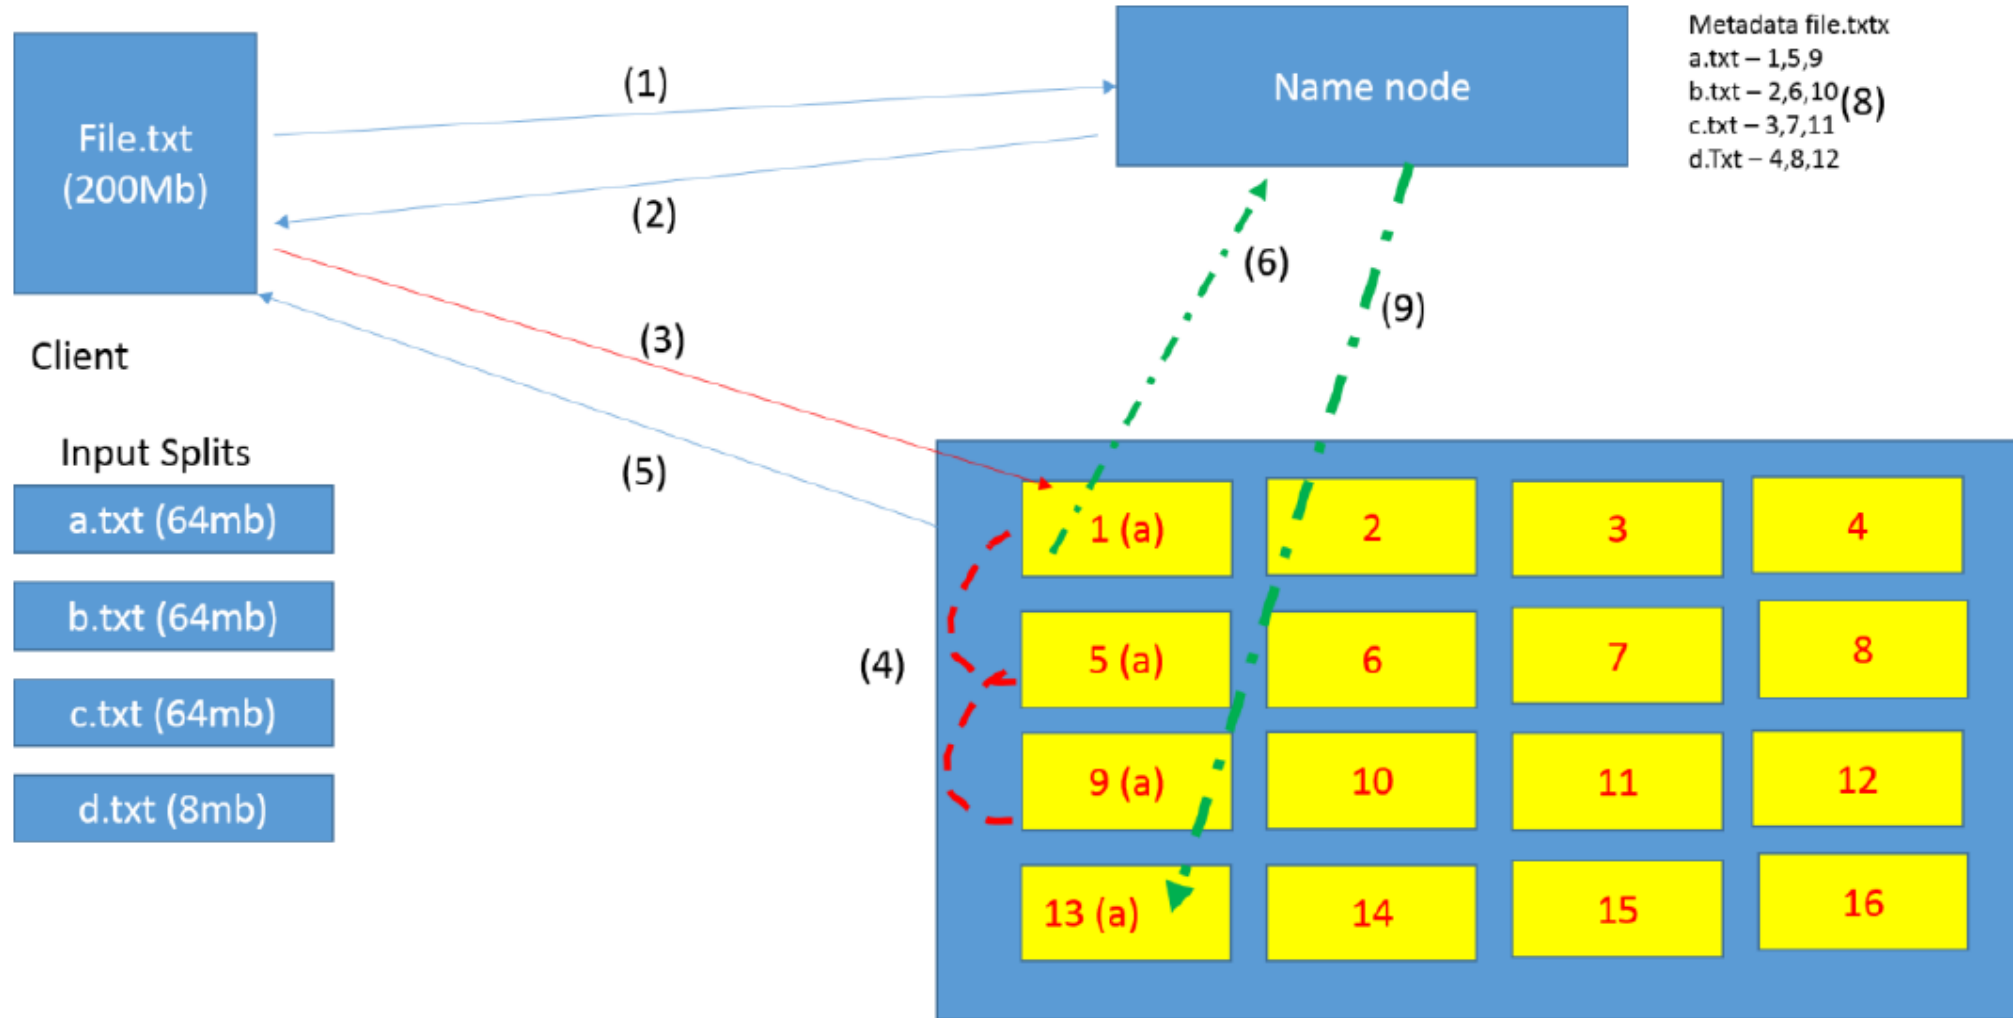 File.txt
(200Mb)
Client
Input Splits
a.txt (64mb)
b.txt (64mb)
c.txt (64mb)
d.txt (8mb)
(1)
(2)
(3)
(5)
(4)
(6)
(9)
Name node
Metadata file.txtx
a.txt – 1,5,9
b.txt – 2,6,10
(8)
c.txt – 3,7,11
d.Txt – 4,8,12
1 (a)
2
3
4
5 (a)
6
7
8
9 (a)
10
11
12
13 (a)
14
15
16